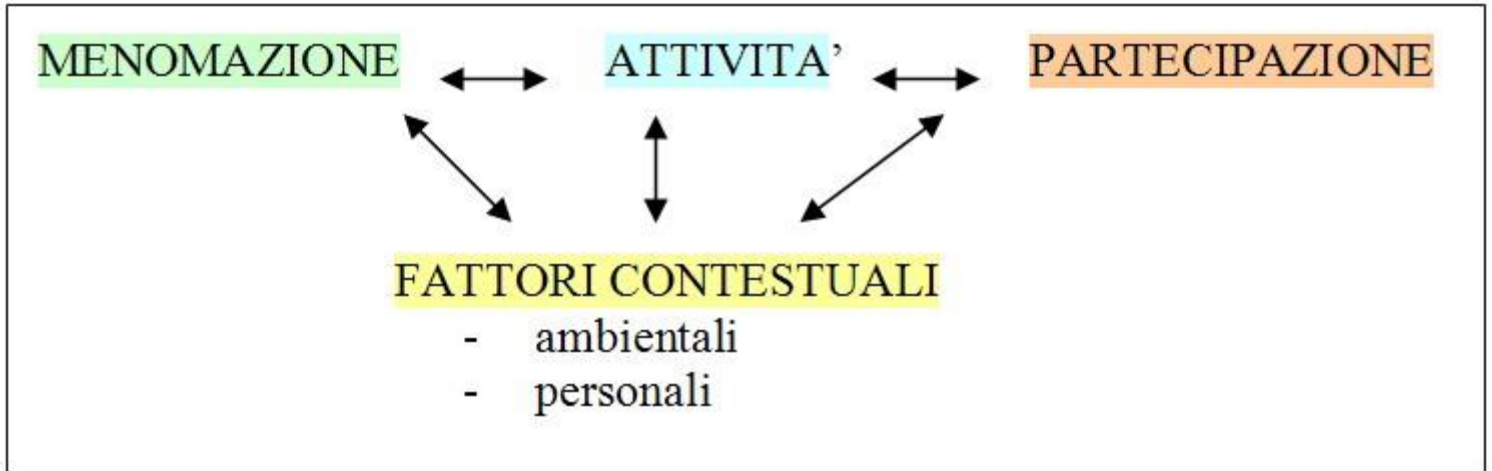 MENOMAZIONE ATTIVITA’ PARTECIPAZIONE
FATTORI CONTESTUALI
- ambientali
- personali